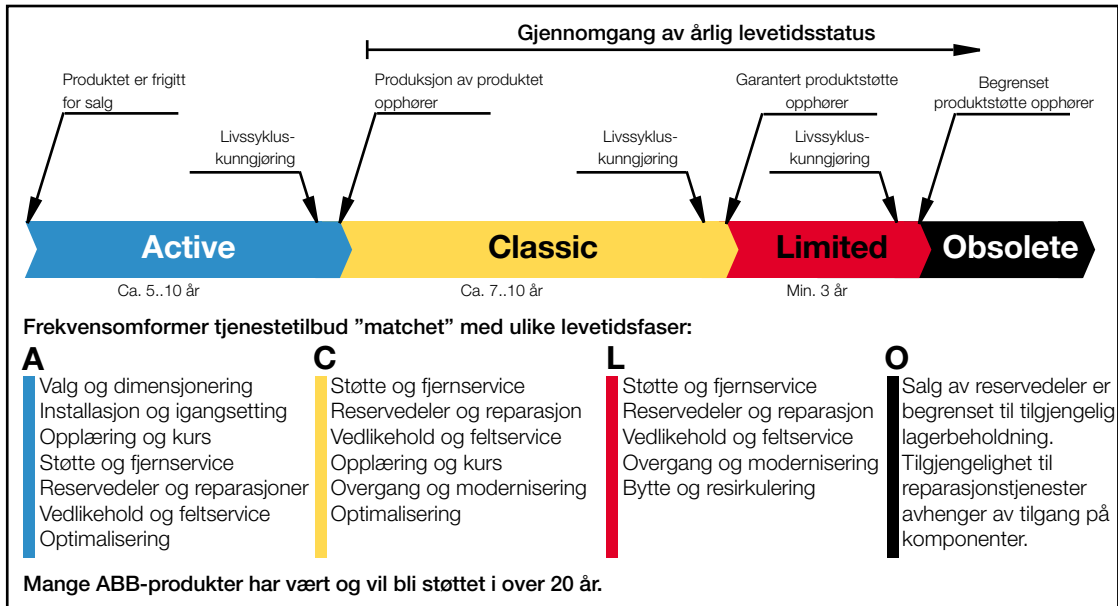 Gjennomgang av årlig levetidsstatus
Produktet er frigitt
for salg
Livssyklus-
kunngjøring
Produksjon av produktet
opphører
Livssyklus-
kunngjøring
Garantert produktstøtte
opphører
Livssyklus-
kunngjøring
Begrenset
produktstøtte opphører
Active
Classic
Limited
Obsolete
Ca. 5..10 år
Ca. 7..10 år
Min. 3 år
Frekvensomformer tjenestetilbud ”matchet” med ulike levetidsfaser:
A
Valg og dimensjonering
Installasjon og igangsetting
Opplæring og kurs
Støtte og fjernservice
Reservedeler og reparasjoner
Vedlikehold og feltservice
Optimalisering
C
Støtte og fjernservice
Reservedeler og reparasjon
Vedlikehold og feltservice
Opplæring og kurs
Overgang og modernisering
Optimalisering
L
Støtte og fjernservice
Reservedeler og reparasjon
Vedlikehold og feltservice
Overgang og modernisering
Bytte og resirkulering
O
Salg av reservedeler er
begrenset til tilgjengelig
lagerbeholdning.
Tilgjengelighet til
reparasjonstjenester
avhenger av tilgang på
komponenter.
Mange ABB-produkter har vært og vil bli støttet i over 20 år.